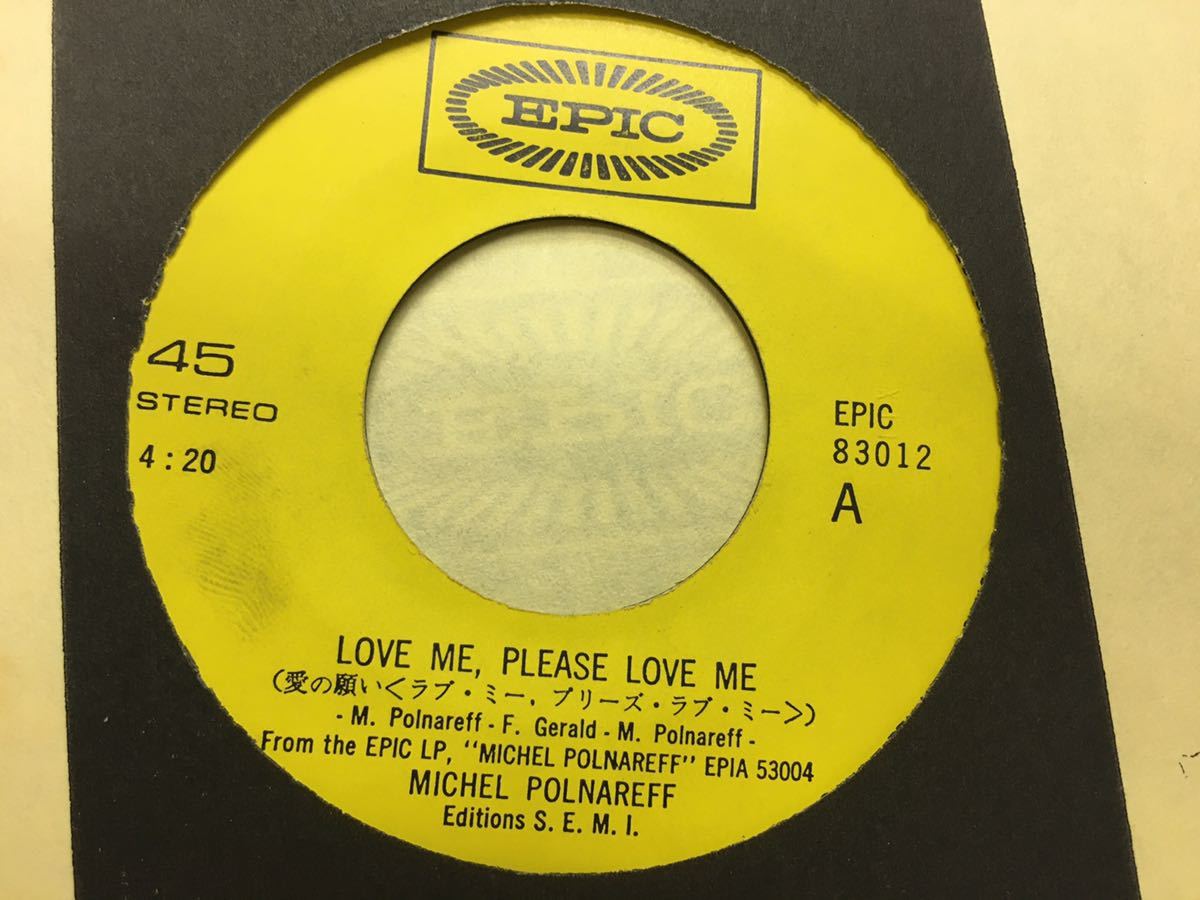 EPIC
45
STEREO
4:20
EPIC
83012
A
LOVE ME, PLEASE LOVE ME
(愛の願い<ラブ・ミー，プリーズ・ラブ・ミー>)
- M. Polnareff - F. Gerald - M. Polnareff -
From the EPIC LP, "MICHEL POLNAREFF" EPIA 53004
MICHEL POLNAREFF
Editions S. E. M. I.